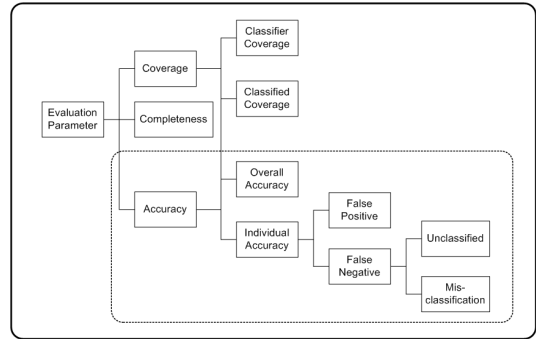 Classifier
Coverage
Coverage
Classified
Coverage
Evaluation
Parameter
Completeness
Overall
Accuracy
Accuracy
False
Positive
Individual
Accuracy
Unclassified
False
Negative
Mis-
classification